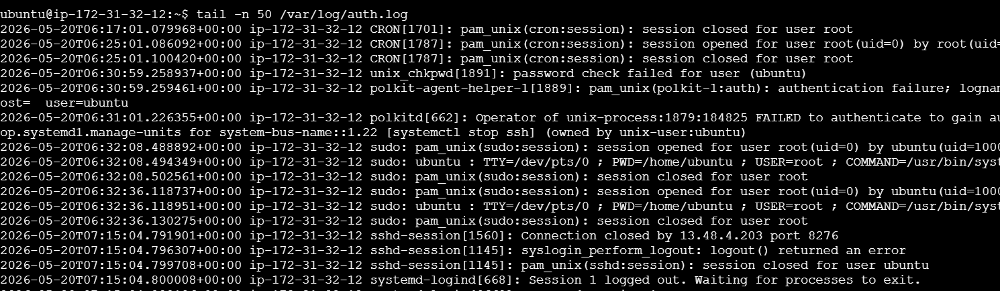 ubuntu@ip-172-31-32-12:~$ tail -n 50 /var/log/auth.log
2026-05-20T06:17:01.079968+00:00 ip-172-31-32-12 CRON[1701]: pam_unix(cron:session): session closed for user root
2026-05-20T06:25:01.086092+00:00 ip-172-31-32-12 CRON[1787]: pam_unix(cron:session): session opened for user root(uid=0) by root(uid=
2026-05-20T06:25:01.100420+00:00 ip-172-31-32-12 CRON[1787]: pam_unix(cron:session): session closed for user root
2026-05-20T06:30:59.258937+00:00 ip-172-31-32-12 unix_chkpwd[1891]: password check failed for user (ubuntu)
2026-05-20T06:30:59.259461+00:00 ip-172-31-32-12 polkit-agent-helper-1[1889]: pam_unix(polkit-1:auth): authentication failure; lognam
ost=  user=ubuntu
2026-05-20T06:31:01.226355+00:00 ip-172-31-32-12 polkitd[662]: Operator of unix-process:1879:184825 FAILED to authenticate to gain au
op.systemd1.manage-units for system-bus-name::1.22 [systemctl stop ssh] (owned by unix-user:ubuntu)
2026-05-20T06:32:08.488892+00:00 ip-172-31-32-12 sudo: pam_unix(sudo:session): session opened for user root(uid=0) by ubuntu(uid=1000
2026-05-20T06:32:08.494349+00:00 ip-172-31-32-12 sudo: ubuntu : TTY=/dev/pts/0 ; PWD=/home/ubuntu ; USER=root ; COMMAND=/usr/bin/syst
2026-05-20T06:32:08.502561+00:00 ip-172-31-32-12 sudo: pam_unix(sudo:session): session closed for user root
2026-05-20T06:32:36.118737+00:00 ip-172-31-32-12 sudo: pam_unix(sudo:session): session opened for user root(uid=0) by ubuntu(uid=1000
2026-05-20T06:32:36.118951+00:00 ip-172-31-32-12 sudo: ubuntu : TTY=/dev/pts/0 ; PWD=/home/ubuntu ; USER=root ; COMMAND=/usr/bin/syst
2026-05-20T06:32:36.130275+00:00 ip-172-31-32-12 sudo: pam_unix(sudo:session): session closed for user root
2026-05-20T07:15:04.791901+00:00 ip-172-31-32-12 sshd-session[1560]: Connection closed by 13.48.4.203 port 8276
2026-05-20T07:15:04.796307+00:00 ip-172-31-32-12 sshd-session[1145]: syslogin_perform_logout: logout() returned an error
2026-05-20T07:15:04.799708+00:00 ip-172-31-32-12 sshd-session[1145]: pam_unix(sshd:session): session closed for user ubuntu
2026-05-20T07:15:04.800008+00:00 ip-172-31-32-12 systemd-logind[668]: Session 1 logged out. Waiting for processes to exit.